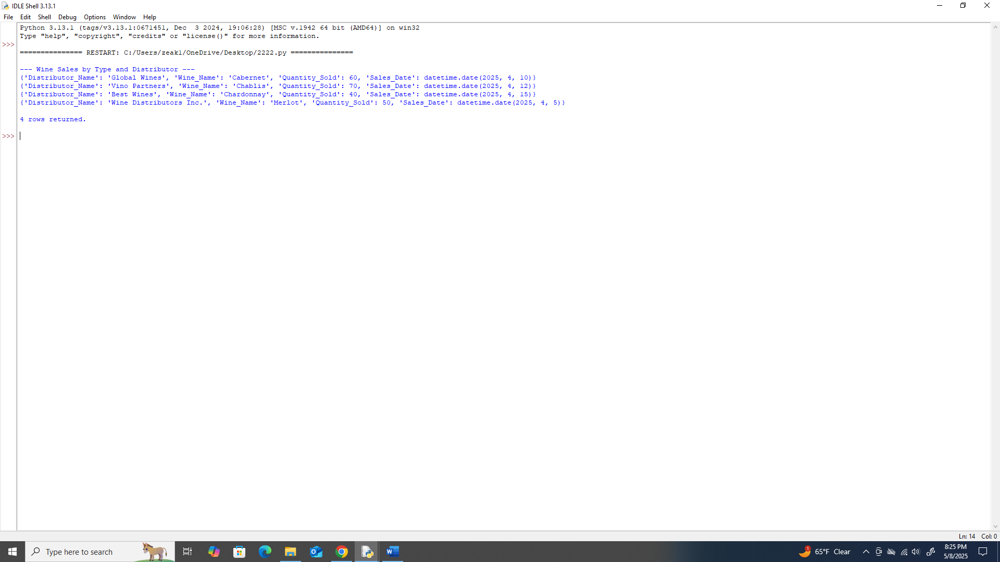 IDLE Shell 3.13.1
File Edit Shell Debug Options Window Help
Python 3.13.1 (tags/v3.13.1:0671451, Dec  3 2024, 19:06:28) [MSC v.1942 64 bit (AMD64)] on win32
Type "help", "copyright", "credits" or "license()" for more information.
>>>
=============== RESTART: C:/Users/zeak1/OneDrive/Desktop/2222.py ===============
--- Wine Sales by Type and Distributor ---
{'Distributor_Name': 'Global Wines', 'Wine_Name': 'Cabernet', 'Quantity_Sold': 60, 'Sales_Date': datetime.date(2025, 4, 10)}
{'Distributor_Name': 'Vino Partners', 'Wine_Name': 'Chablis', 'Quantity_Sold': 70, 'Sales_Date': datetime.date(2025, 4, 12)}
{'Distributor_Name': 'Best Wines', 'Wine_Name': 'Chardonnay', 'Quantity_Sold': 40, 'Sales_Date': datetime.date(2025, 4, 15)}
{'Distributor_Name': 'Wine Distributors Inc.', 'Wine_Name': 'Merlot', 'Quantity_Sold': 50, 'Sales_Date': datetime.date(2025, 4, 5)}
4 rows returned.
>>>
Ln: 14 Col: 0
Type here to search
1
65°F Clear
8:25 PM
5/8/2025